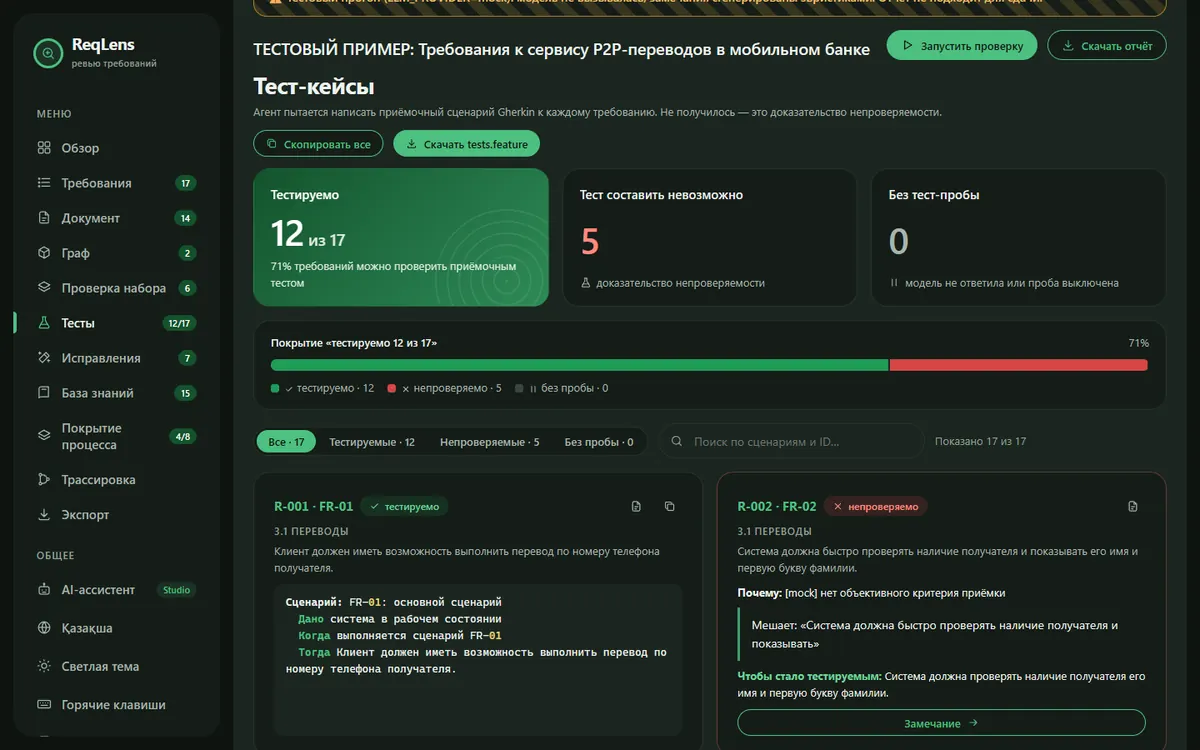 ReqLens
ревью требований
МЕНЮ
Обзор
Требования 17
Документ 14
Граф 2
Проверка набора 6
Тесты 12/17
Исправления 7
База знаний 15
Покрытие
процесса 4/8
Трассировка
Экспорт
ОБЩЕЕ
AI-ассистент Studio
Қазақша
Светлая тема
Горячие клавиши
ТЕСТОВЫЙ ПРИМЕР: Требования к сервису P2P-переводов в мобильном банке
Запустить проверку
Скачать отчёт
Тест-кейсы
Агент пытается написать приёмочный сценарий Gherkin к каждому требованию. Не получилось — это доказательство непроверяемости.
Скопировать все
Скачать tests.feature
Тестируемо
12 из 17
71% требований можно проверить приёмочным
тестом
Тест составить невозможно
5
доказательство непроверяемости
Без тест-пробы
0
модель не ответила или проба выключена
Покрытие «тестируемо 12 из 17»
71%
тестируемо · 12 непроверяемо · 5 без пробы · 0
Все · 17 Тестируемые · 12 Непроверяемые · 5 Без пробы · 0
Поиск по сценариям и ID…
Показано 17 из 17
R-001 · FR-01 тестируемо
3.1 ПЕРЕВОДЫ
Клиент должен иметь возможность выполнить перевод по номеру телефона
получателя.
Сценарий: FR-01: основной сценарий
Дано система в рабочем состоянии
Когда выполняется сценарий FR-01
Тогда Клиент должен иметь возможность выполнить перевод по
номеру телефона получателя.
R-002 · FR-02 непроверяемо
3.1 ПЕРЕВОДЫ
Система должна быстро проверять наличие получателя и показывать его имя и
первую букву фамилии.
Почему: [mock] нет объективного критерия приёмки
Мешает: «Система должна быстро проверять наличие получателя и
показывать»
Чтобы стало тестируемым: Система должна проверять наличие получателя его
имя и первую букву фамилии.
Замечание